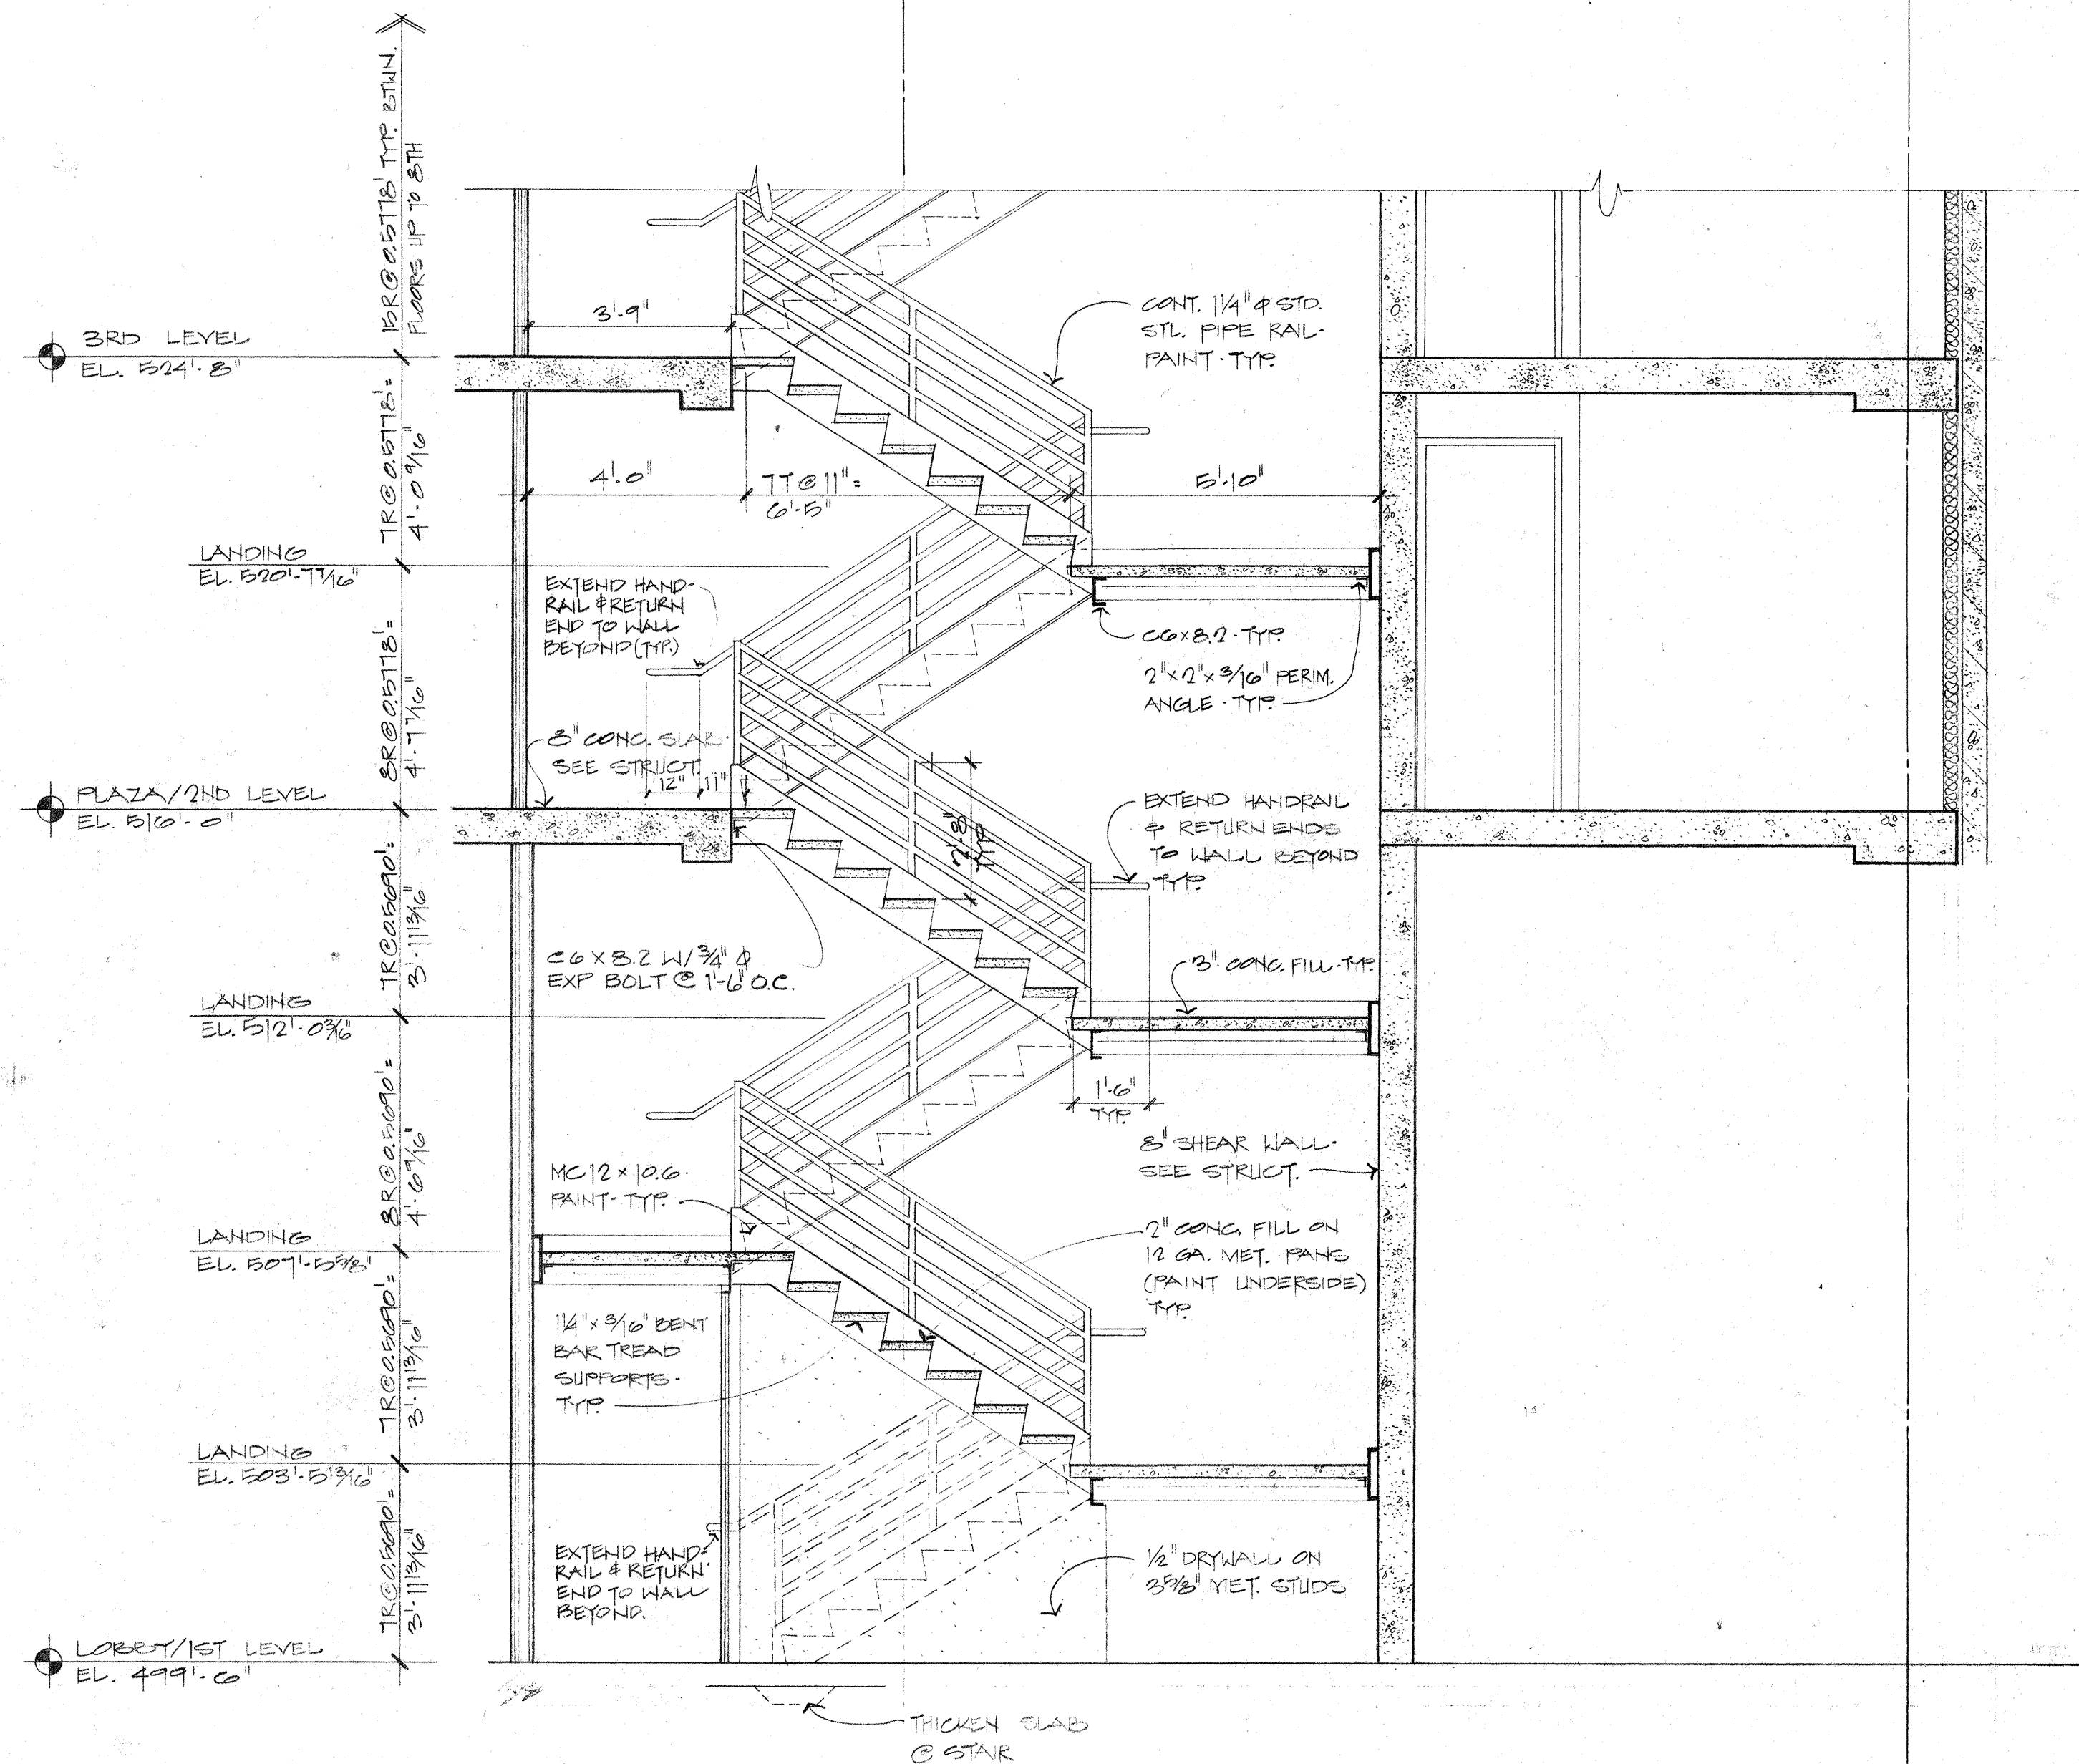 15R@0.5778' TYP. BTWN.
FLOORS UP TO 8TH
3RD LEVEL
EL. 524'-8"
7R@0.5778'=
4'-0 9/16"
LANDING
EL. 520'-7 7/16"
8R@0.5778'=
4'-7 7/16"
PLAZA/2ND LEVEL
EL. 516'-0"
7R@0.5690'=
3'-11 13/16"
LANDING
EL. 512'-0 3/16"
8R@0.5690'=
4'-6 9/16"
LANDING
EL. 507'-5 5/8"
7R@0.5690'=
3'-11 13/16"
LANDING
EL. 503'-5 13/16"
7R@0.5690'=
3'-11 13/16"
LOBBY/1ST LEVEL
EL. 499'-6"
3'-9"
4'-0"
7T@11"=
6'-5"
5'-10"
CONT. 1 1/4" φ STD.
STL. PIPE RAIL-
PAINT-TYP.
EXTEND HAND-
RAIL & RETURN
END TO WALL
BEYOND (TYP.)
C6x8.2-TYP.
2"x2"x3/16" PERIM.
ANGLE-TYP.
8" CONC. SLAB-
SEE STRUCT.
12"
11"
2'-8"
TYP
EXTEND HANDRAIL
& RETURN ENDS
TO WALL BEYOND
TYP.
C6 x 8.2 W/ 3/4" φ
EXP BOLT @ 1'-6" O.C.
3" CONC. FILL-TYP.
1'-6"
TYP.
8" SHEAR WALL-
SEE STRUCT.
MC12x10.6-
PAINT-TYP.
2" CONC. FILL ON
12 GA. MET. PANS
(PAINT UNDERSIDE)
TYP.
1 1/4" x 3/16" BENT
BAR TREAD
SUPPORTS-
TYP.
14'
EXTEND HAND-
RAIL & RETURN
END TO WALL
BEYOND.
1/2" DRYWALL ON
3 5/8" MET. STUDS
THICKEN SLAB
@ STAIR